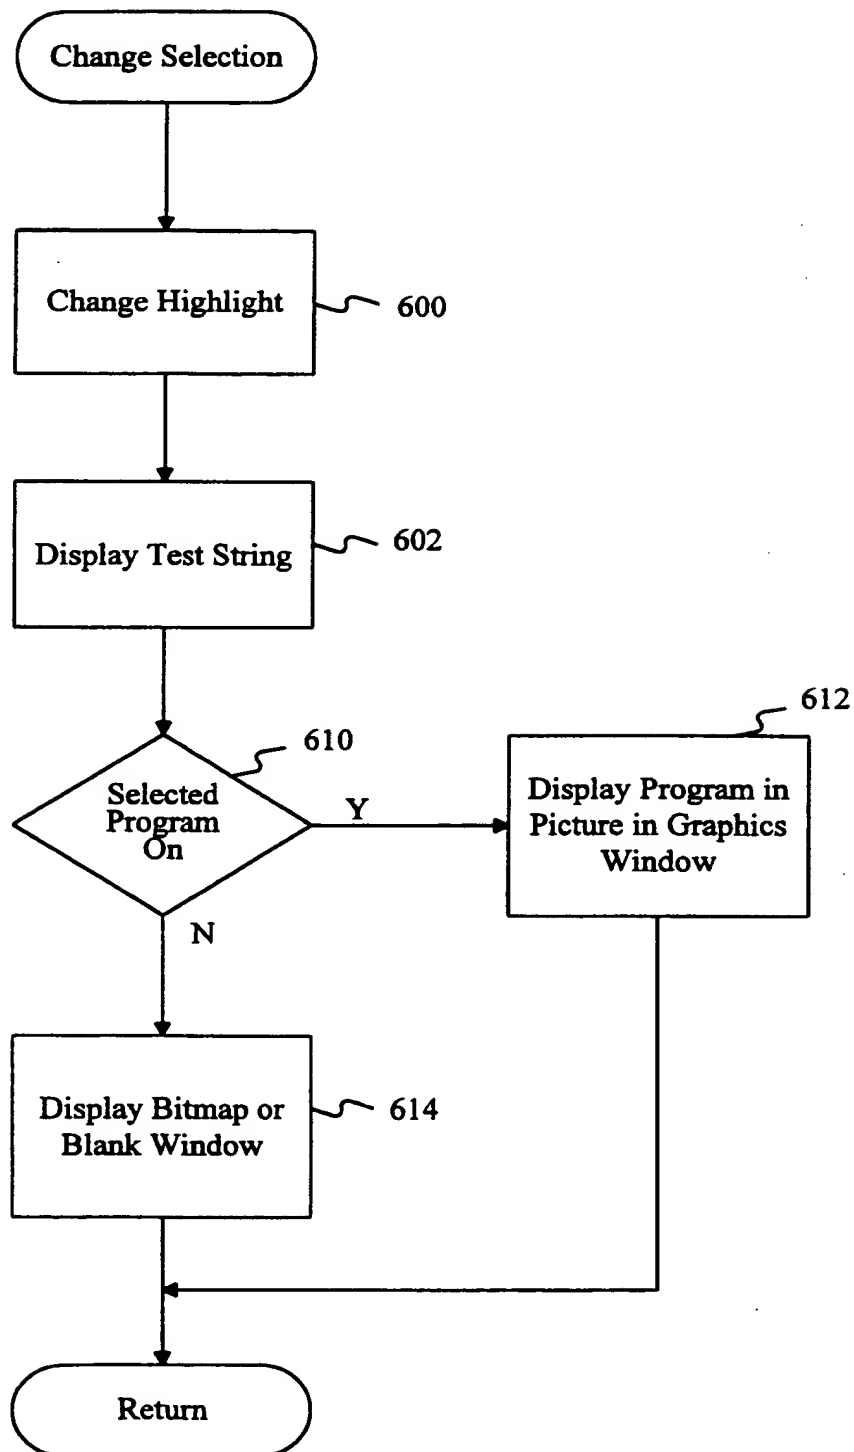 Change Selection
Change Highlight
600
Display Test String
602
610
Selected
Program
On
Y
612
Display Program in
Picture in Graphics
Window
N
Display Bitmap or
Blank Window
614
Return